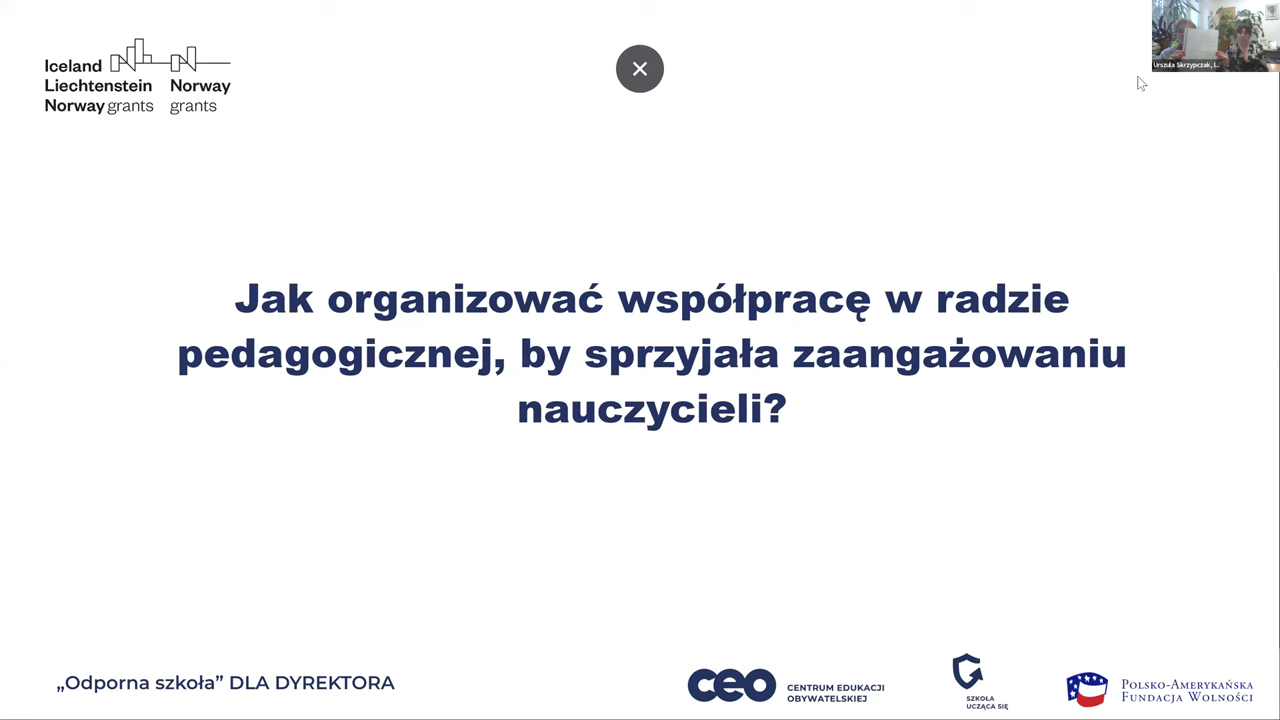 Iceland
Liechtenstein
Norway grants
Norway
grants
Urszula Skrzypczak, L...
Jak organizować współpracę w radzie
pedagogicznej, by sprzyjała zaangażowaniu
nauczycieli?
„Odporna szkoła” DLA DYREKTORA
ceo
CENTRUM EDUKACJI
OBYWATELSKIEJ
SZKOŁA
UCZĄCA SIĘ
POLSKO-AMERYKAŃSKA
FUNDACJA WOLNOŚCI